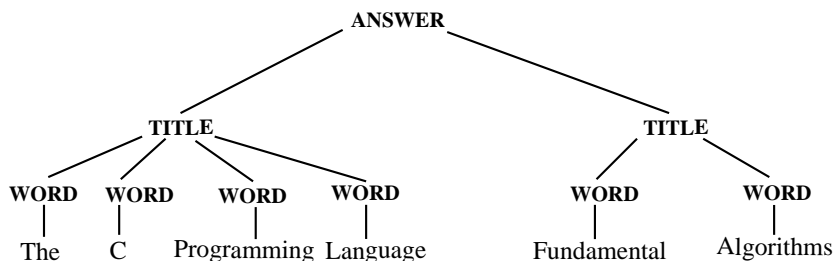 ANSWER
TITLE TITLE
WORD WORD WORD WORD WORD WORD
The C Programming Language Fundamental Algorithms